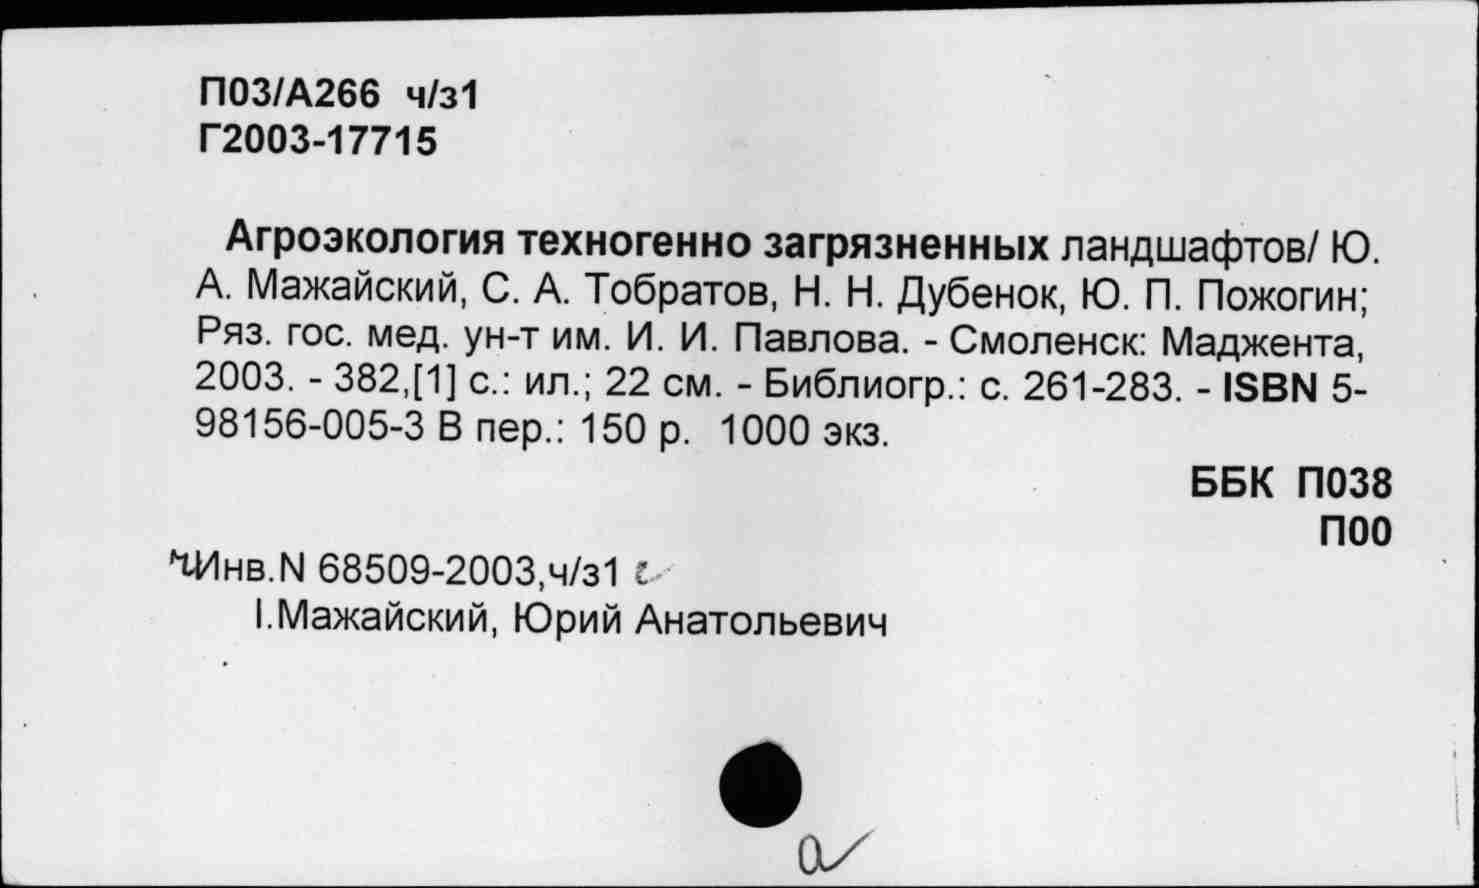 П03/А266 ч/з1
Г2003-17715
Агроэкология техногенно загрязненных ландшафтов/ Ю.
А. Мажайский, С. А. Тобратов, Н. Н. Дубенок, Ю. П. Пожогин;
Ряз. гос. мед. ун-т им. И. И. Павлова. - Смоленск: Маджента,
2003. - 382,[1] с.: ил.; 22 см. - Библиогр.: с. 261-283. - ISBN 5-
98156-005-3 В пер.: 150 р. 1000 экз.
ББК П038
П00
Инв.N 68509-2003,ч/з1
I.Мажайский, Юрий Анатольевич